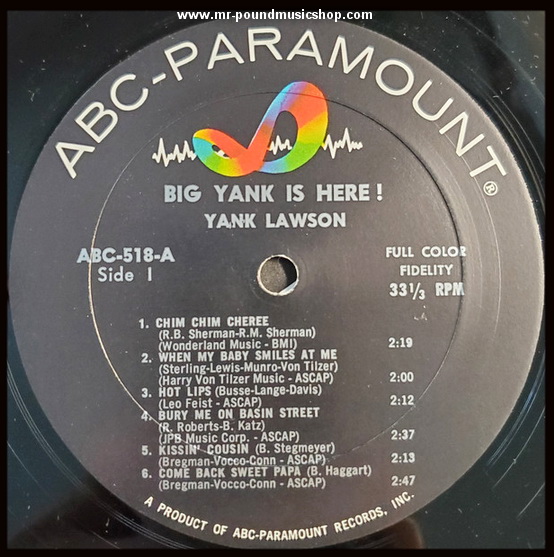 www.mr-poundmusicshop.com
ABC-PARAMOUNT®
BIG YANK IS HERE!
YANK LAWSON
ABC-518-A
Side 1
FULL COLOR
FIDELITY
33 1/3 RPM
1. CHIM CHIM CHEREE
(R.B. Sherman-R.M. Sherman)
(Wonderland Music - BMI) 2:19
2. WHEN MY BABY SMILES AT ME
(Sterling-Lewis-Munro-Von Tilzer)
(Harry Von Tilzer Music - ASCAP) 2:00
3. HOT LIPS (Busse-Lange-Davis)
(Leo Feist - ASCAP) 2:12
4. BURY ME ON BASIN STREET
(R. Roberts-B. Katz)
(JPB Music Corp. - ASCAP) 2:37
5. KISSIN' COUSIN (B. Stegmeyer)
(Bregman-Vocco-Conn - ASCAP) 2:13
6. COME BACK SWEET PAPA (B. Haggart)
(Bregman-Vocco-Conn - ASCAP) 2:47
A PRODUCT OF ABC-PARAMOUNT RECORDS, INC.